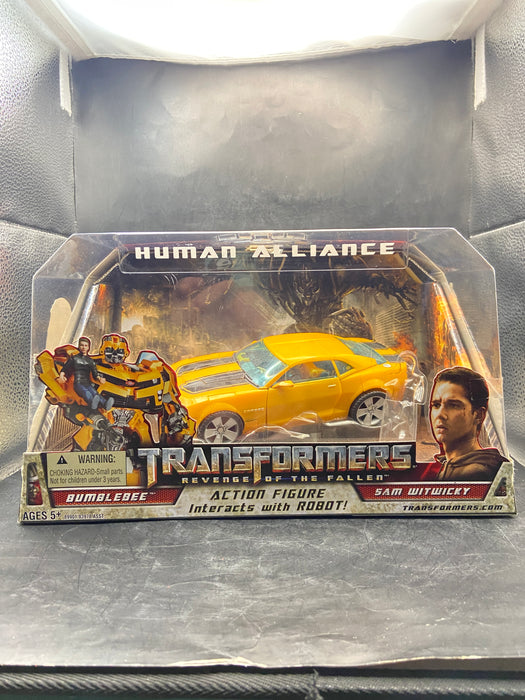 HUMAN ALLIANCE
WARNING:
CHOKING HAZARD-Small parts
Not for children under 3 years.
TRANSFORMERS
REVENGE OF THE FALLEN
BUMBLEBEE™
ACTION FIGURE
SAM WITWICKY
AGES 5+
Interacts with ROBOT!
TRANSFORMERS.COM